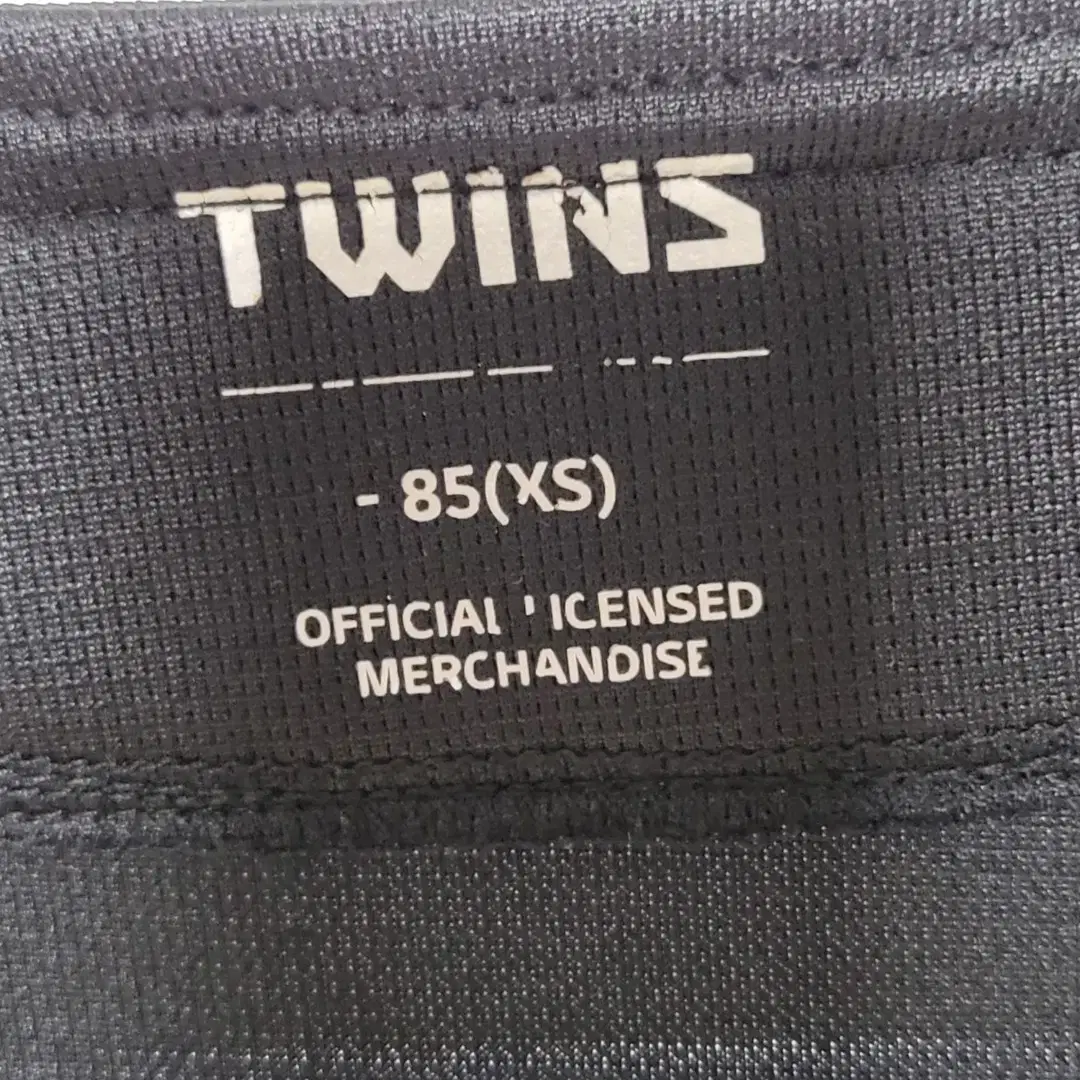 TWINS
- 85(XS)
OFFICIAL LICENSED
MERCHANDISE